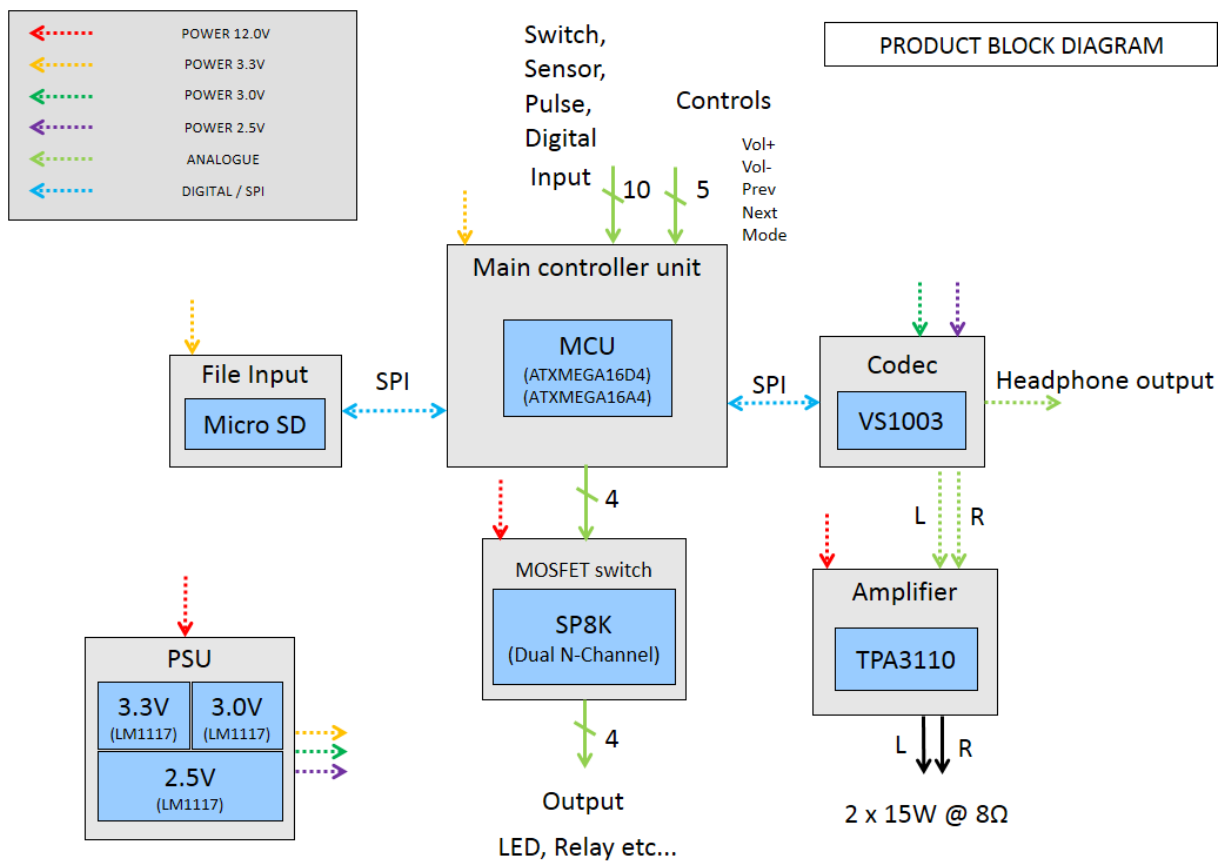 POWER 12.0V
POWER 3.3V
POWER 3.0V
POWER 2.5V
ANALOGUE
DIGITAL / SPI
PRODUCT BLOCK DIAGRAM
Switch,
Sensor,
Pulse,
Digital
Input
10
Controls
5
Vol+
Vol-
Prev
Next
Mode
Main controller unit
MCU
(ATXMEGA16D4)
(ATXMEGA16A4)
File Input
Micro SD
SPI
SPI
Codec
VS1003
Headphone output
4
L
R
MOSFET switch
SP8K
(Dual N-Channel)
Amplifier
TPA3110
PSU
3.3V
(LM1117)
3.0V
(LM1117)
2.5V
(LM1117)
4
Output
LED, Relay etc...
L
R
2 x 15W @ 8Ω